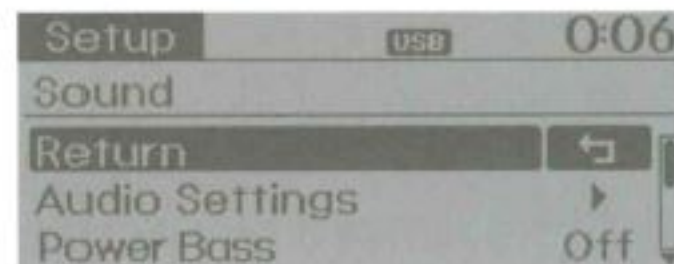 Setup USB 0:06
Sound
Return
Audio Settings
Power Bass Off